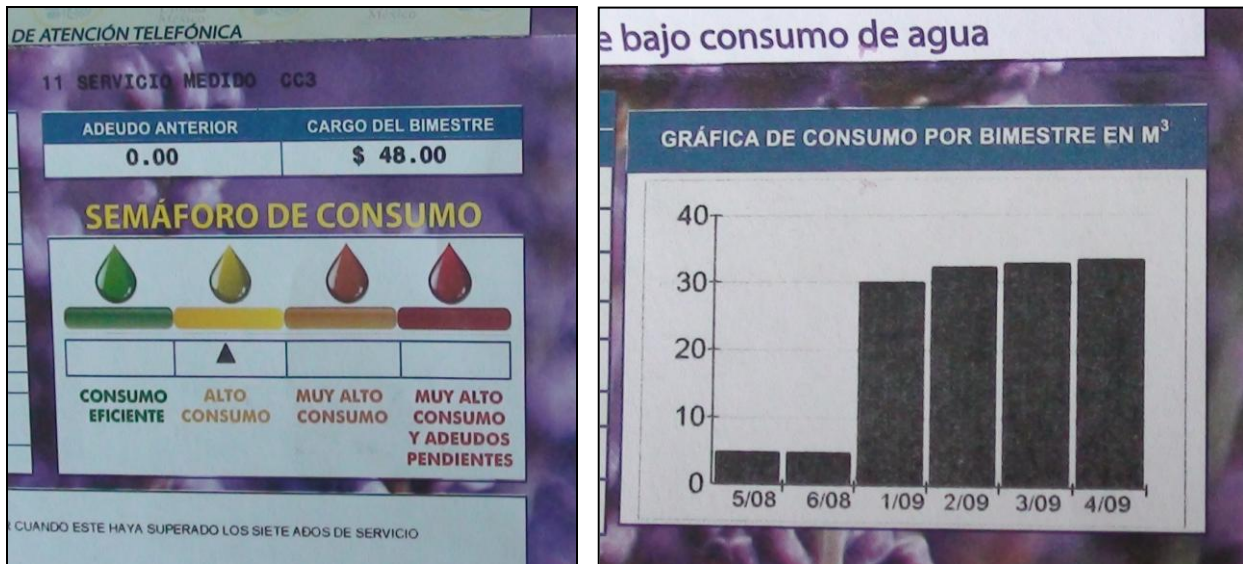 México
DE ATENCIÓN TELEFÓNICA
11 SERVICIO MEDIDO CC3
ADEUDO ANTERIOR CARGO DEL BIMESTRE
0.00 $ 48.00
SEMÁFORO DE CONSUMO
CONSUMO EFICIENTE
ALTO CONSUMO
MUY ALTO CONSUMO
MUY ALTO CONSUMO Y ADEUDOS PENDIENTES
CUANDO ESTE HAYA SUPERADO LOS SIETE AÐOS DE SERVICIO
e bajo consumo de agua
GRÁFICA DE CONSUMO POR BIMESTRE EN M³
40
30
20
10
0
5/08 6/08 1/09 2/09 3/09 4/09